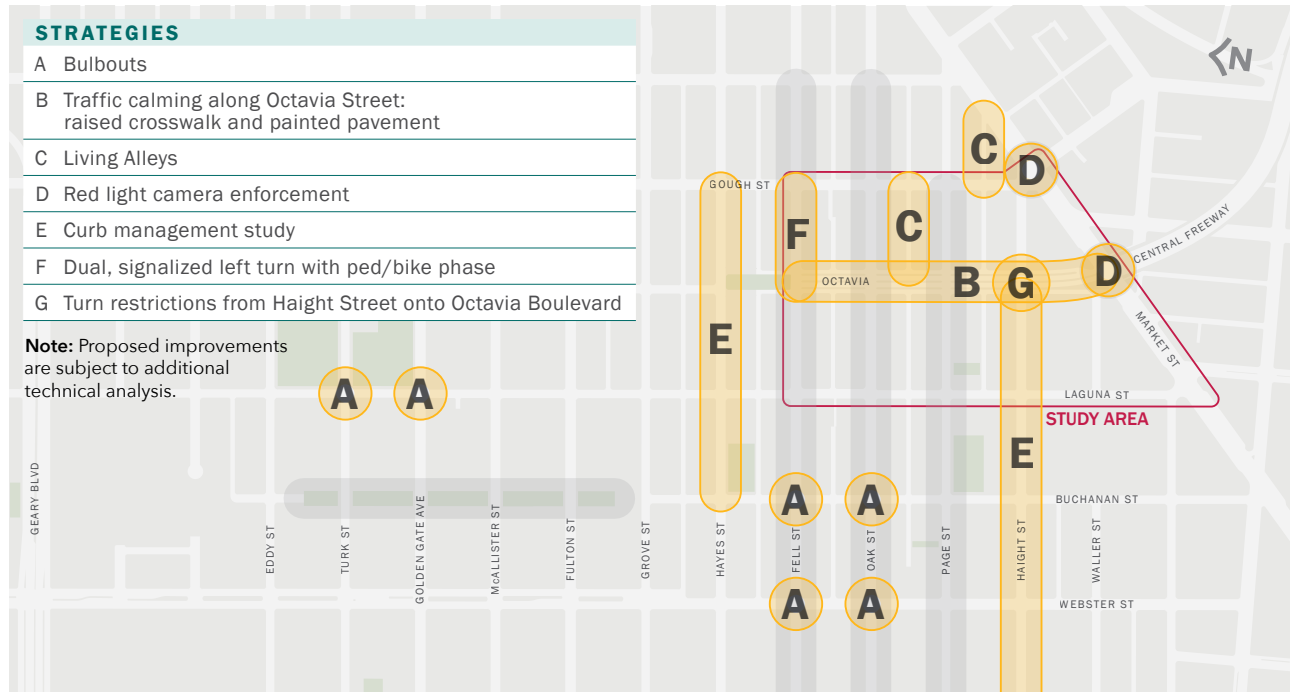 STRATEGIES
A Bulbouts
B Traffic calming along Octavia Street:
raised crosswalk and painted pavement
C Living Alleys
D Red light camera enforcement
E Curb management study
F Dual, signalized left turn with ped/bike phase
G Turn restrictions from Haight Street onto Octavia Boulevard
Note: Proposed improvements
are subject to additional
technical analysis.
N
C
D
GOUGH ST
F
C
CENTRAL FREEWAY
OCTAVIA
B
G
D
E
MARKET ST
A
A
LAGUNA ST
STUDY AREA
E
A
A
BUCHANAN ST
GEARY BLVD
EDDY ST
TURK ST
GOLDEN GATE AVE
McALLISTER ST
FULTON ST
GROVE ST
HAYES ST
FELL ST
OAK ST
PAGE ST
HAIGHT ST
WALLER ST
A
A
WEBSTER ST